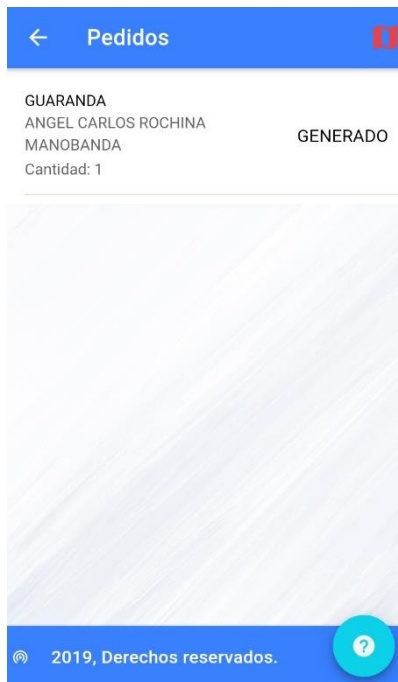 Pedidos
GUARANDA
ANGEL CARLOS ROCHINA
MANOBANDA
GENERADO
Cantidad: 1
2019, Derechos reservados.
?